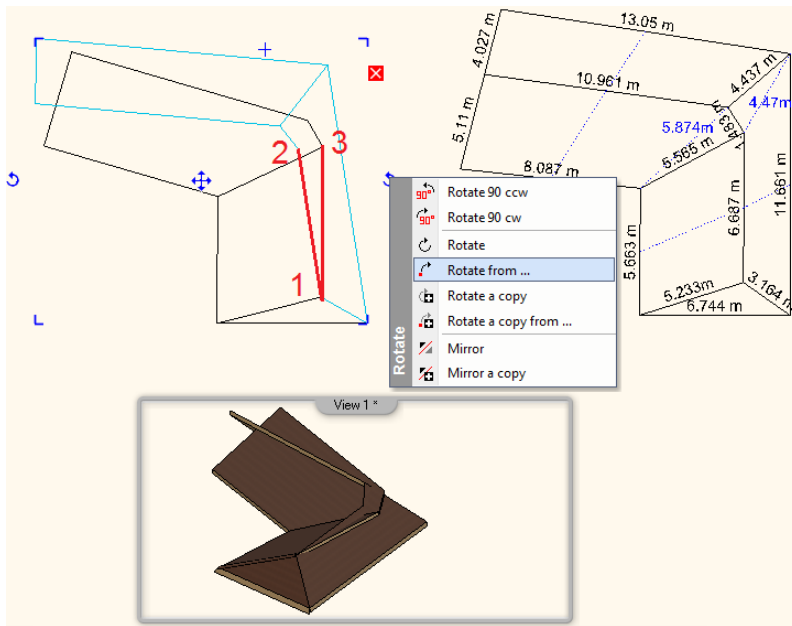 1
2
3
13.05 m
4.027 m
10.961 m
4.437 m
4.47m
5.11 m
5.874m
5.565 m
8.087 m
6.687 m
11.661 m
5.663 m
5.233m
3.164 m
6.744 m
Rotate
90° Rotate 90 ccw
90° Rotate 90 cw
Rotate
Rotate from ...
Rotate a copy
Rotate a copy from ...
Mirror
Mirror a copy
View 1 *